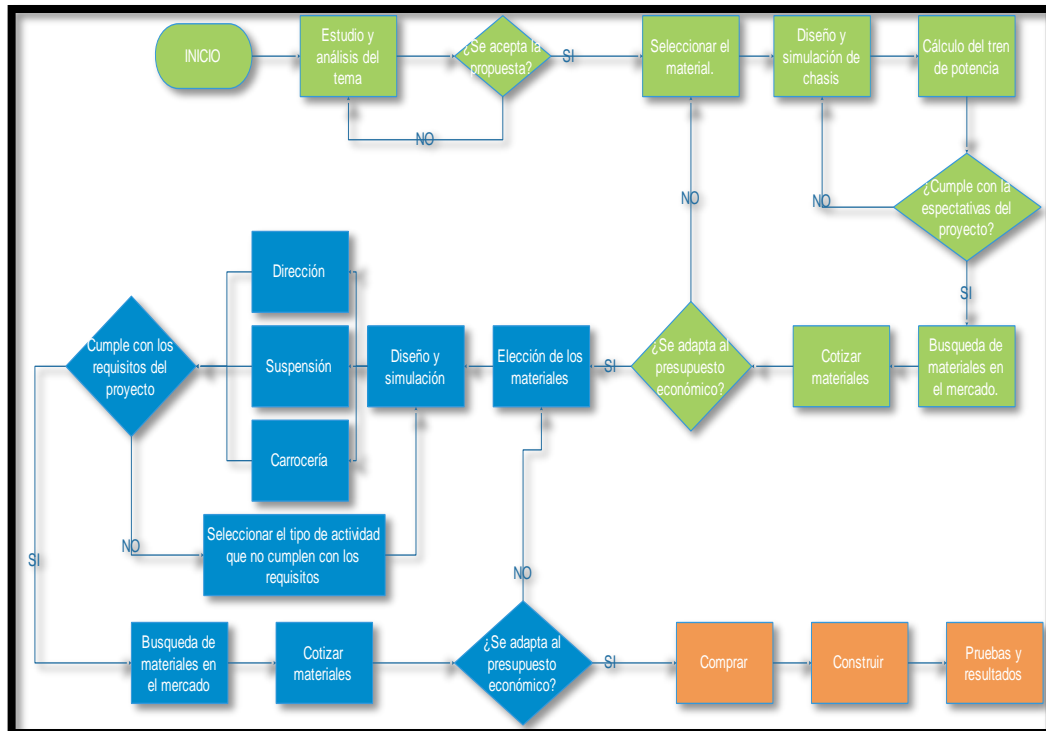 INICIO
Estudio y
análisis del
tema
¿Se acepta la
propuesta?
SI
NO
Seleccionar el
material.
Diseño y
simulación de
chasis
Cálculo del tren
de potencia
¿Cumple con la
espectativas del
proyecto?
NO
SI
Busqueda de
materiales en
el mercado.
Cotizar
materiales
¿Se adapta al
presupuesto
económico?
NO
SI
Elección de los
materiales
Diseño y
simulación
Dirección
Suspensión
Carrocería
Cumple con los
requisitos del
proyecto
NO
Seleccionar el tipo de actividad
que no cumplen con los
requisitos
SI
Busqueda de
materiales en
el mercado
Cotizar
materiales
¿Se adapta al
presupuesto
económico?
NO
SI
Comprar
Construir
Pruebas y
resultados